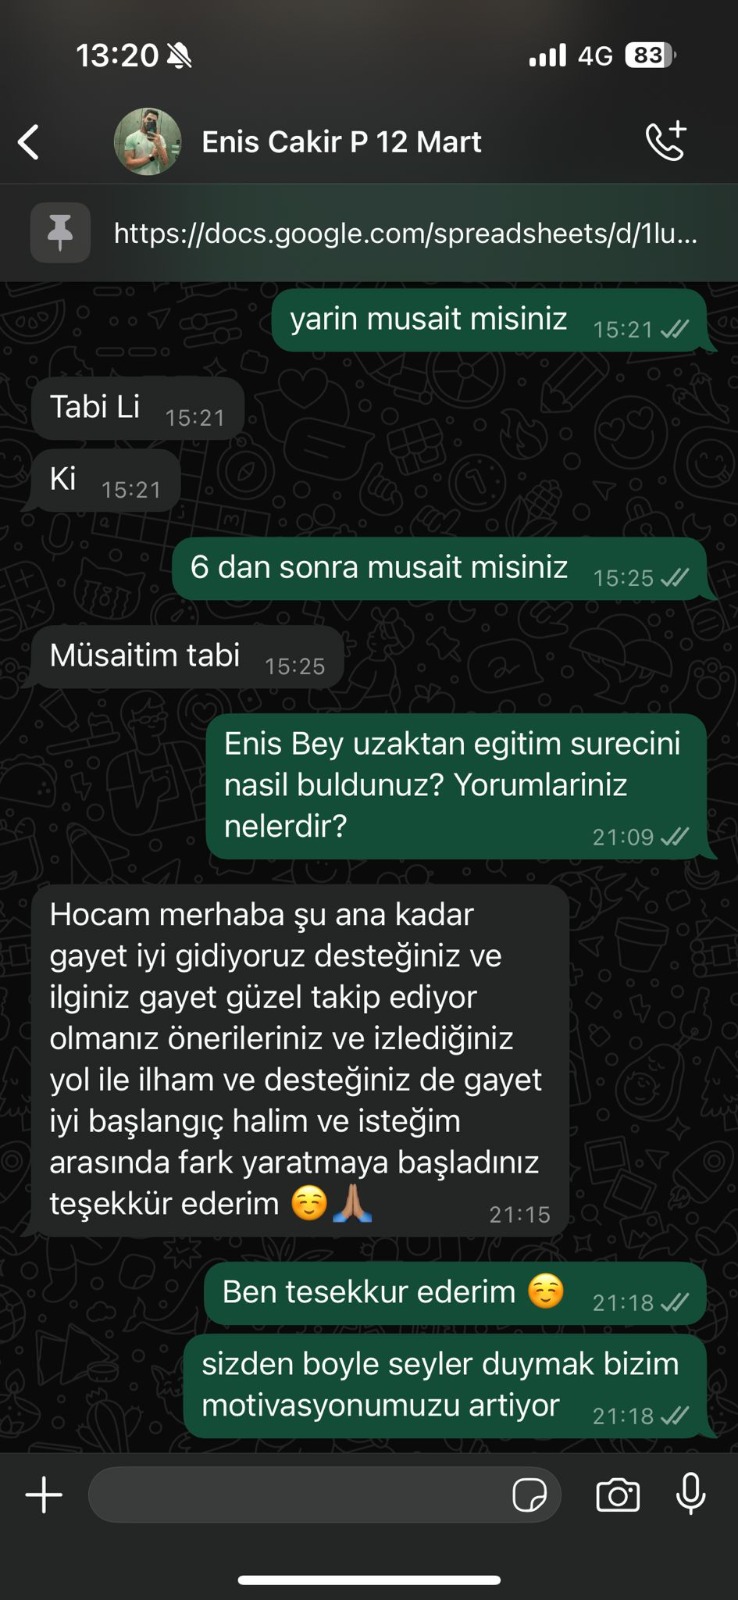 13:20
4G
83
Enis Cakir P 12 Mart
https://docs.google.com/spreadsheets/d/1lu...
yarin musait misiniz 15:21
Tabi Li 15:21
Ki 15:21
6 dan sonra musait misiniz 15:25
Müsaitim tabi 15:25
Enis Bey uzaktan egitim surecini
nasil buldunuz? Yorumlariniz
nelerdir? 21:09
Hocam merhaba şu ana kadar
gayet iyi gidiyoruz desteğiniz ve
ilginiz gayet güzel takip ediyor
olmanız önerileriniz ve izlediğiniz
yol ile ilham ve desteğiniz de gayet
iyi başlangıç halim ve isteğim
arasında fark yaratmaya başladınız
teşekkür ederim ☺️🙏🏽 21:15
Ben tesekkur ederim ☺️ 21:18
sizden boyle seyler duymak bizim
motivasyonumuzu artiyor 21:18